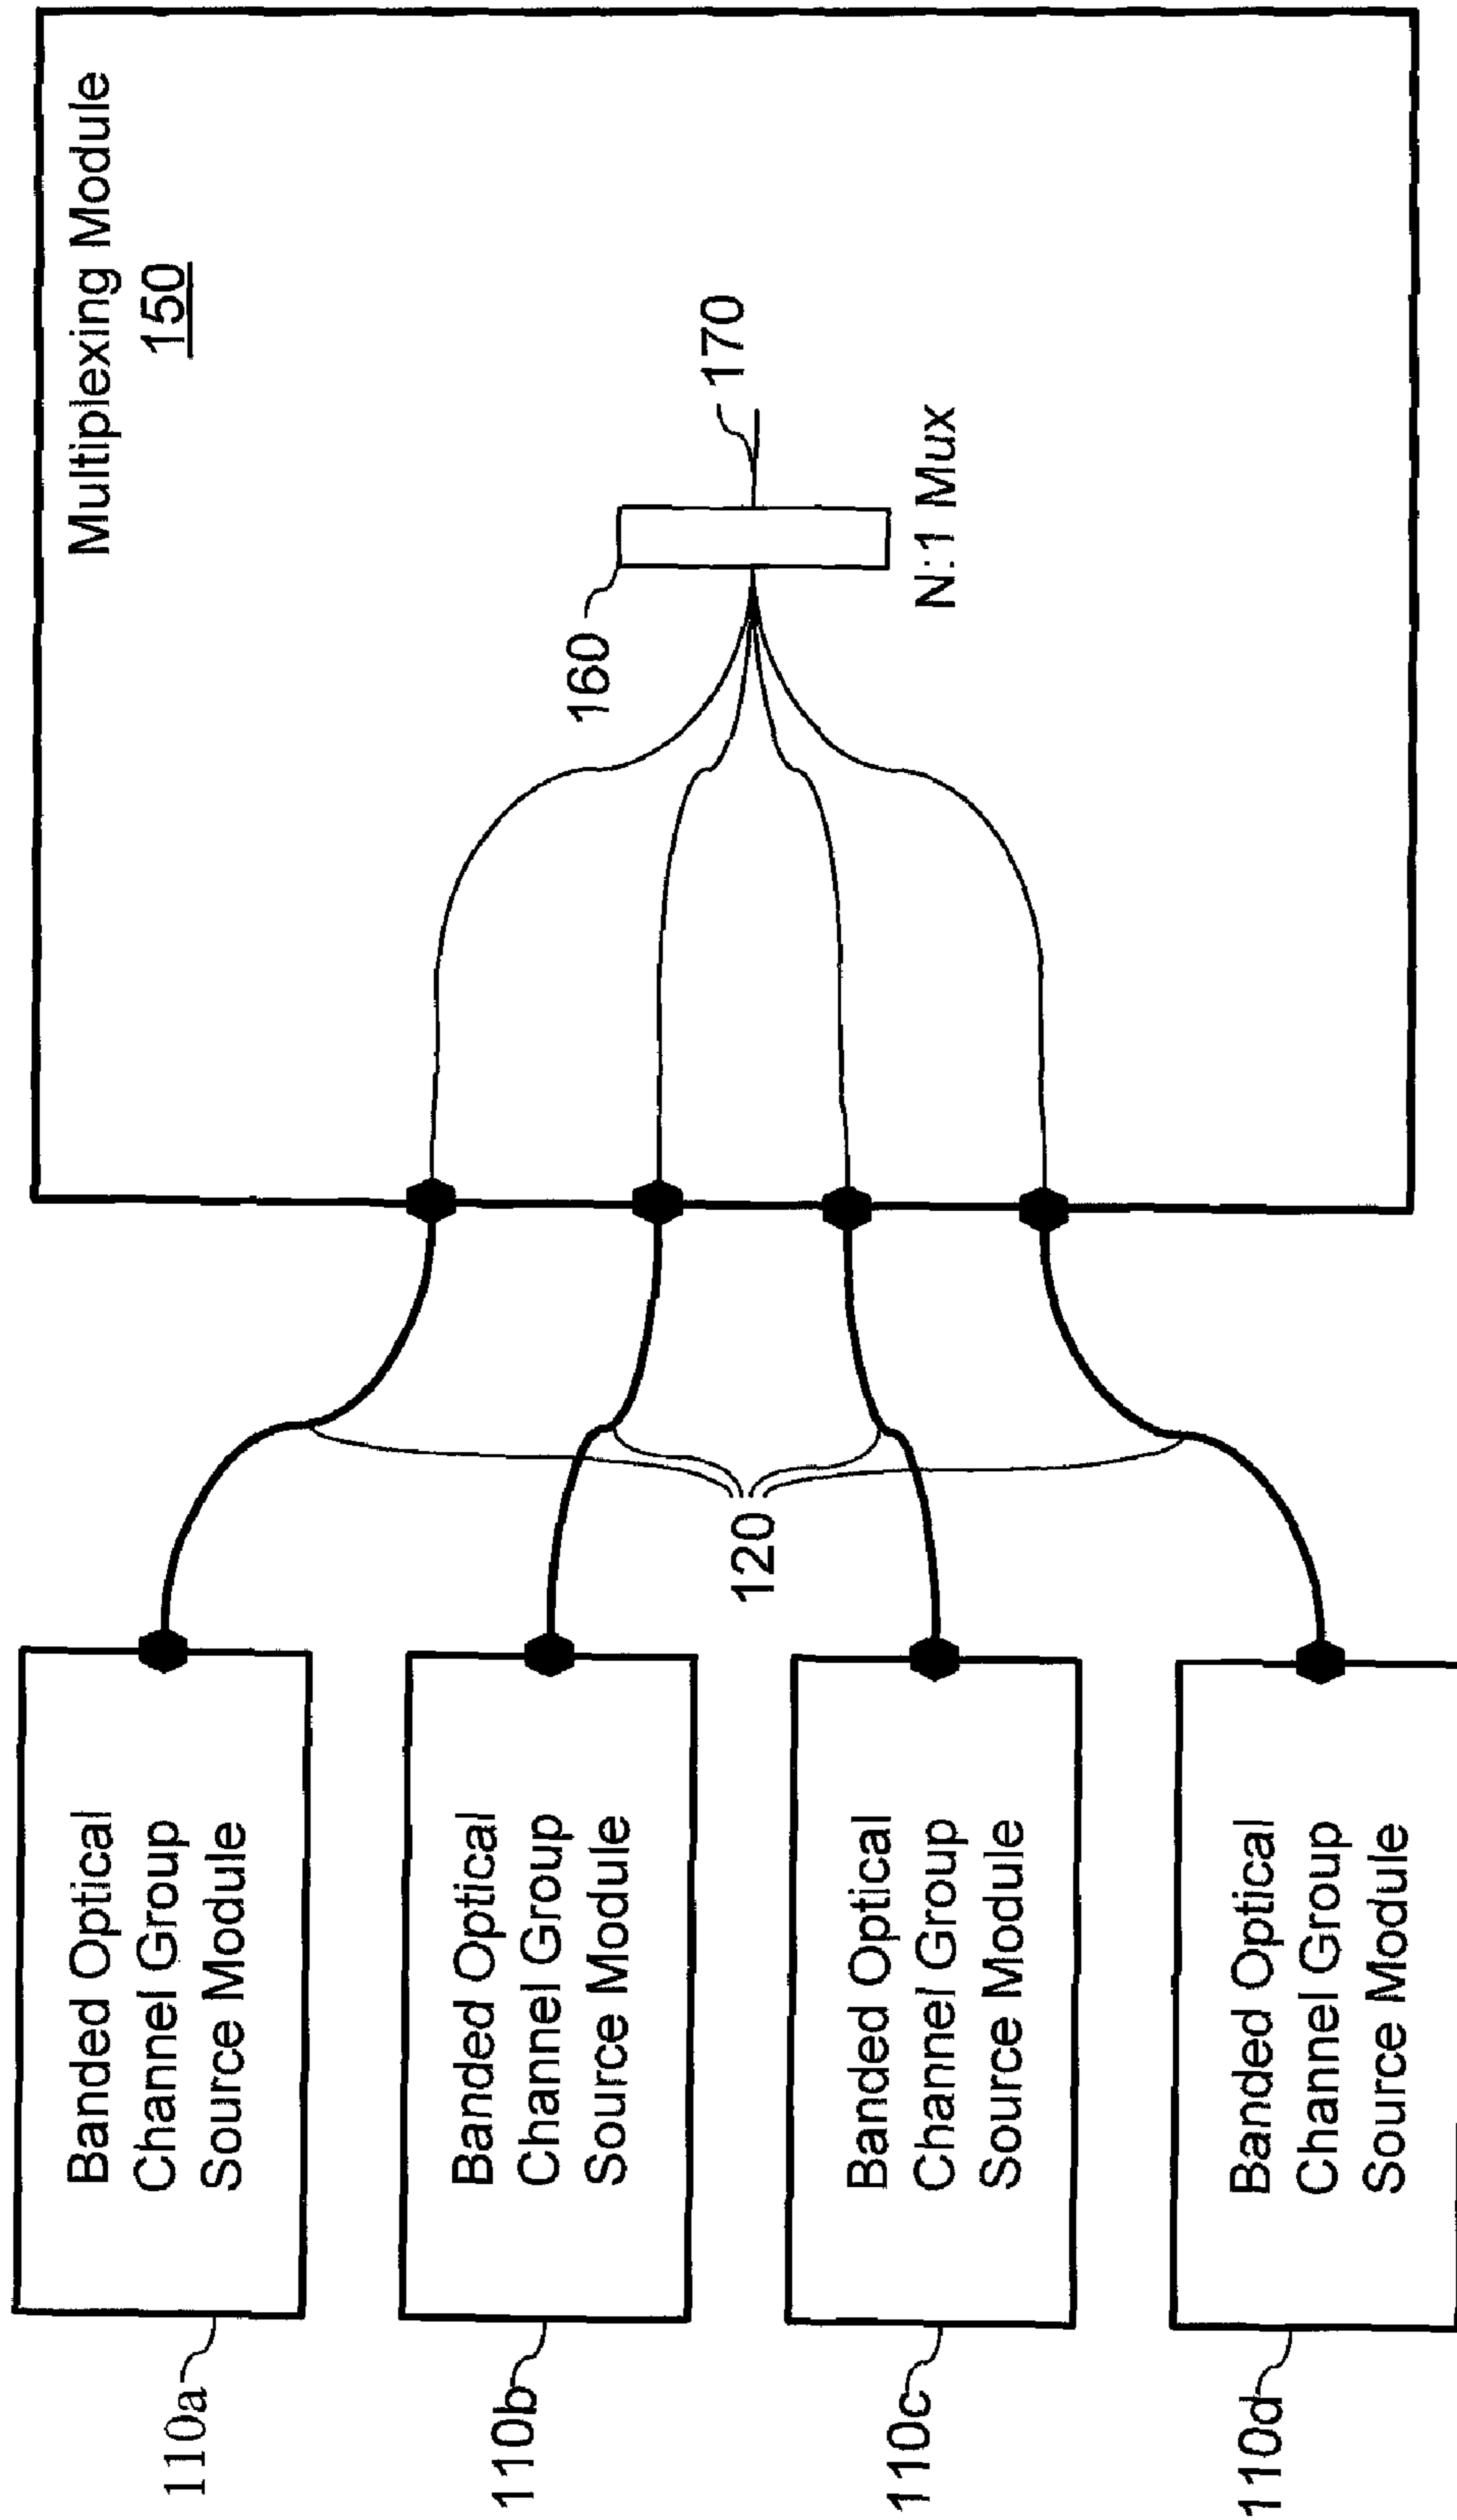 110a
Banded Optical
Channel Group
Source Module
110b
Banded Optical
Channel Group
Source Module
110c
Banded Optical
Channel Group
Source Module
110d
Banded Optical
Channel Group
Source Module
120
Multiplexing Module
150
160
170
N:1 Mux